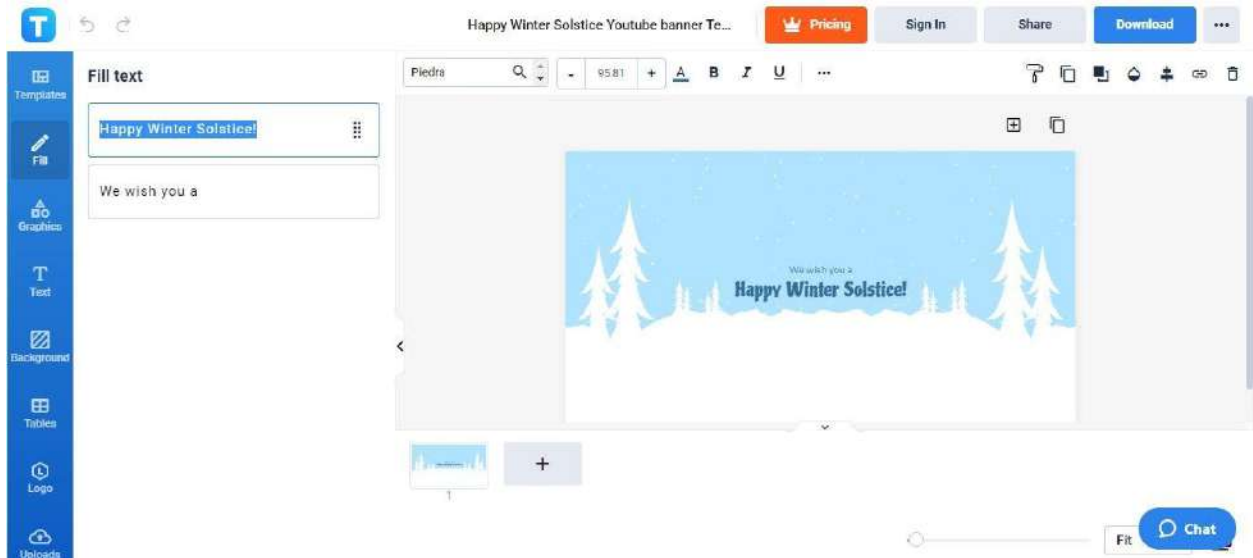 T
Happy Winter Solstice Youtube banner Te...
Pricing
Sign In
Share
Download
Templates
Fill
Graphics
Text
Background
Tables
Logo
Uploads
Fill text
Happy Winter Solstice!
We wish you a
Piedra
- 95.81 + A B I U
We wish you a
Happy Winter Solstice!
1
Fit
Chat